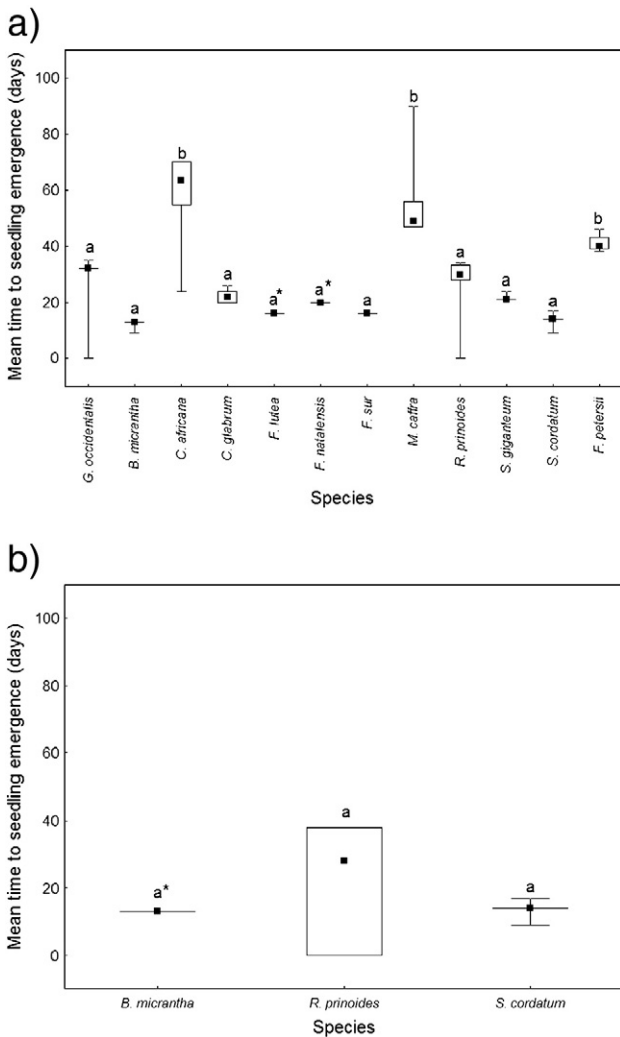 a)
Mean time to seedling emergence (days)
100
80
60
40
20
0
a
a
b
a
a*
a*
a
b
a
a
a
b
G. occidentalis
B. micrantha
C. africana
C. glabrum
F. lutea
F. natalensis
F. sur
M. caffra
R. prinoides
S. giganteum
S. cordatum
F. petersii
Species
b)
Mean time to seedling emergence (days)
100
80
60
40
20
0
a*
a
a
B. micrantha
R. prinoides
S. cordatum
Species